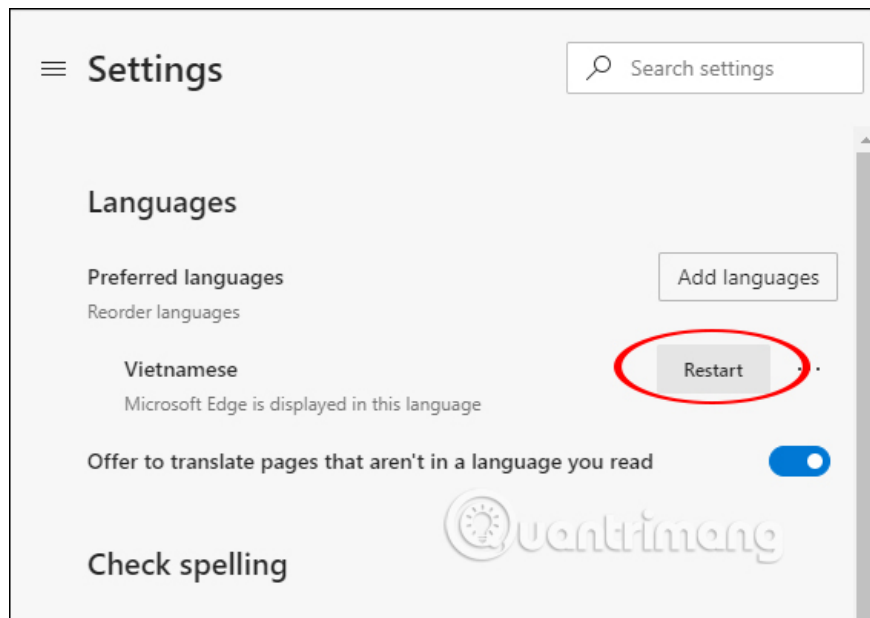 Settings
Search settings
Languages
Preferred languages
Add languages
Reorder languages
Vietnamese
Restart
Microsoft Edge is displayed in this language
Offer to translate pages that aren't in a language you read
Quantrimang
Check spelling